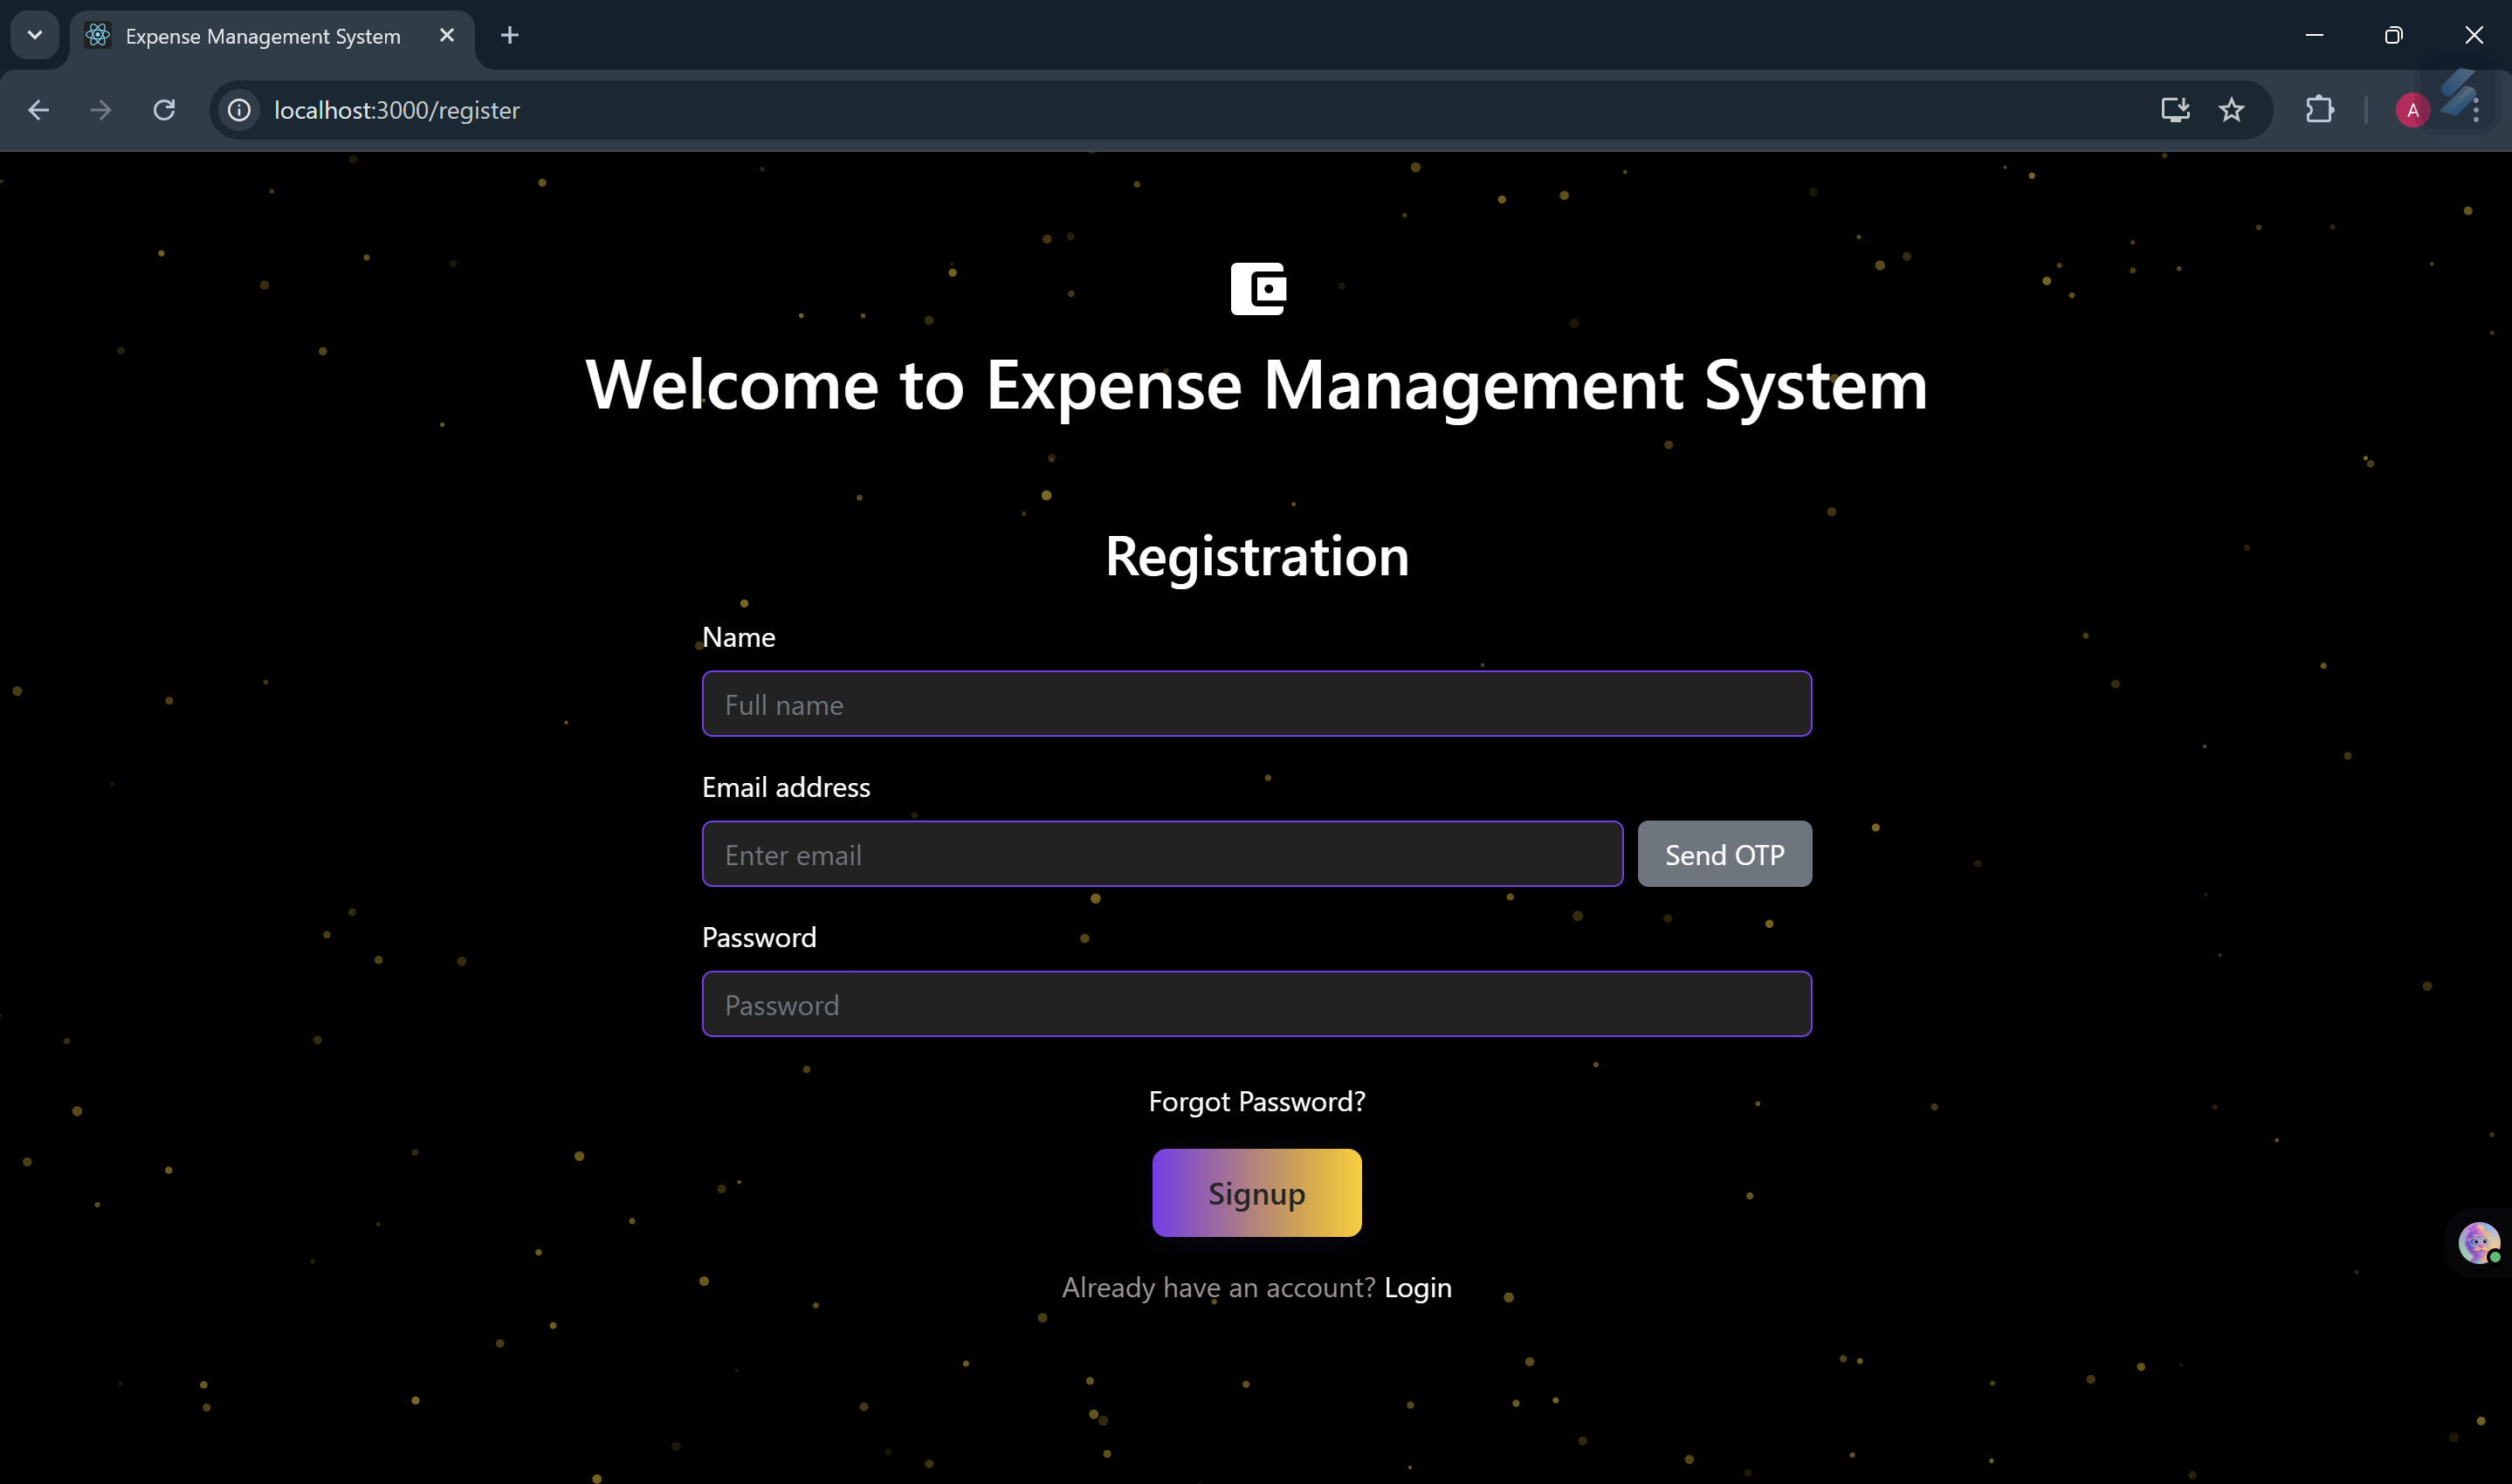 Expense Management System
localhost:3000/register
A
Welcome to Expense Management System
Registration
Name
Full name
Email address
Enter email
Send OTP
Password
Password
Forgot Password?
Signup
Already have an account? Login